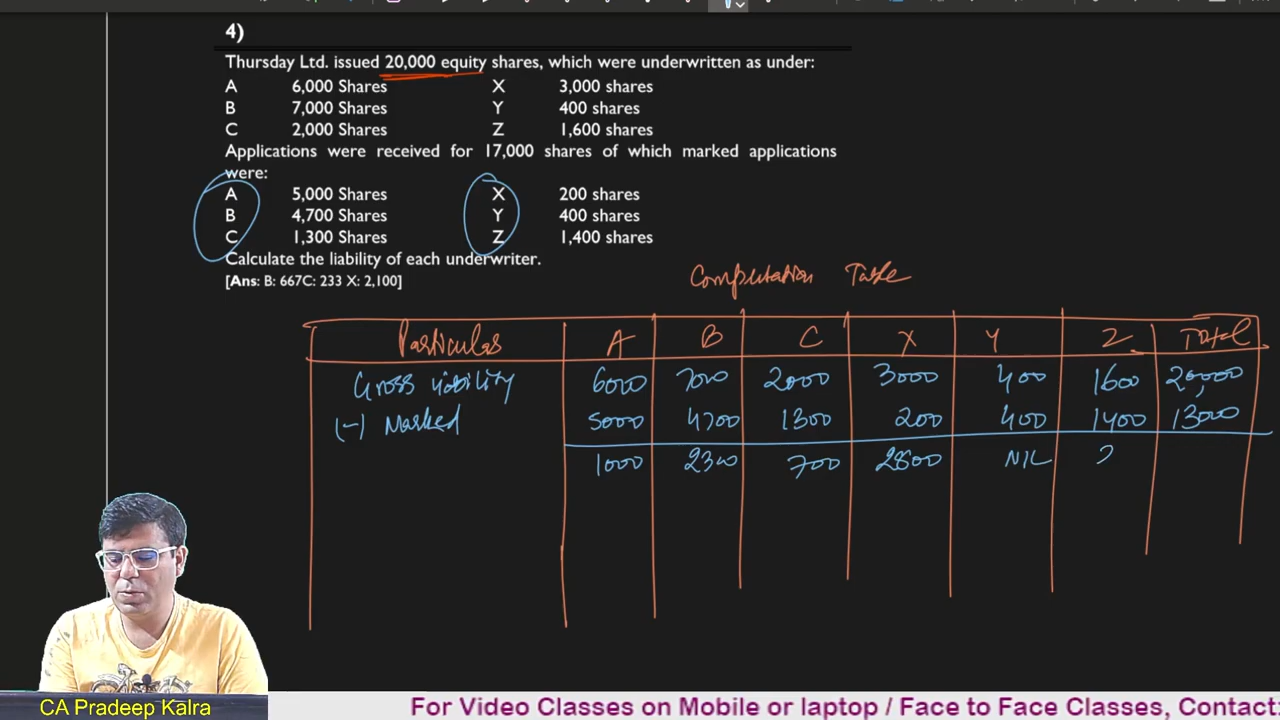 4)
Thursday Ltd. issued 20,000 equity shares, which were underwritten as under:
A 6,000 Shares X 3,000 shares
B 7,000 Shares Y 400 shares
C 2,000 Shares Z 1,600 shares
Applications were received for 17,000 shares of which marked applications
were:
A 5,000 Shares X 200 shares
B 4,700 Shares Y 400 shares
C 1,300 Shares Z 1,400 shares
Calculate the liability of each underwriter.
[Ans: B: 667C: 233 X: 2,100]
Computation Table
Particulars A B C X Y Z Total
Gross liability 6000 7000 2000 3000 400 1600 20,000
(-) Marked 5000 4700 1300 200 400 1400 13000
1000 2300 700 2800 NIL 2
CA Pradeep Kalra
For Video Classes on Mobile or laptop / Face to Face Classes, Contact: